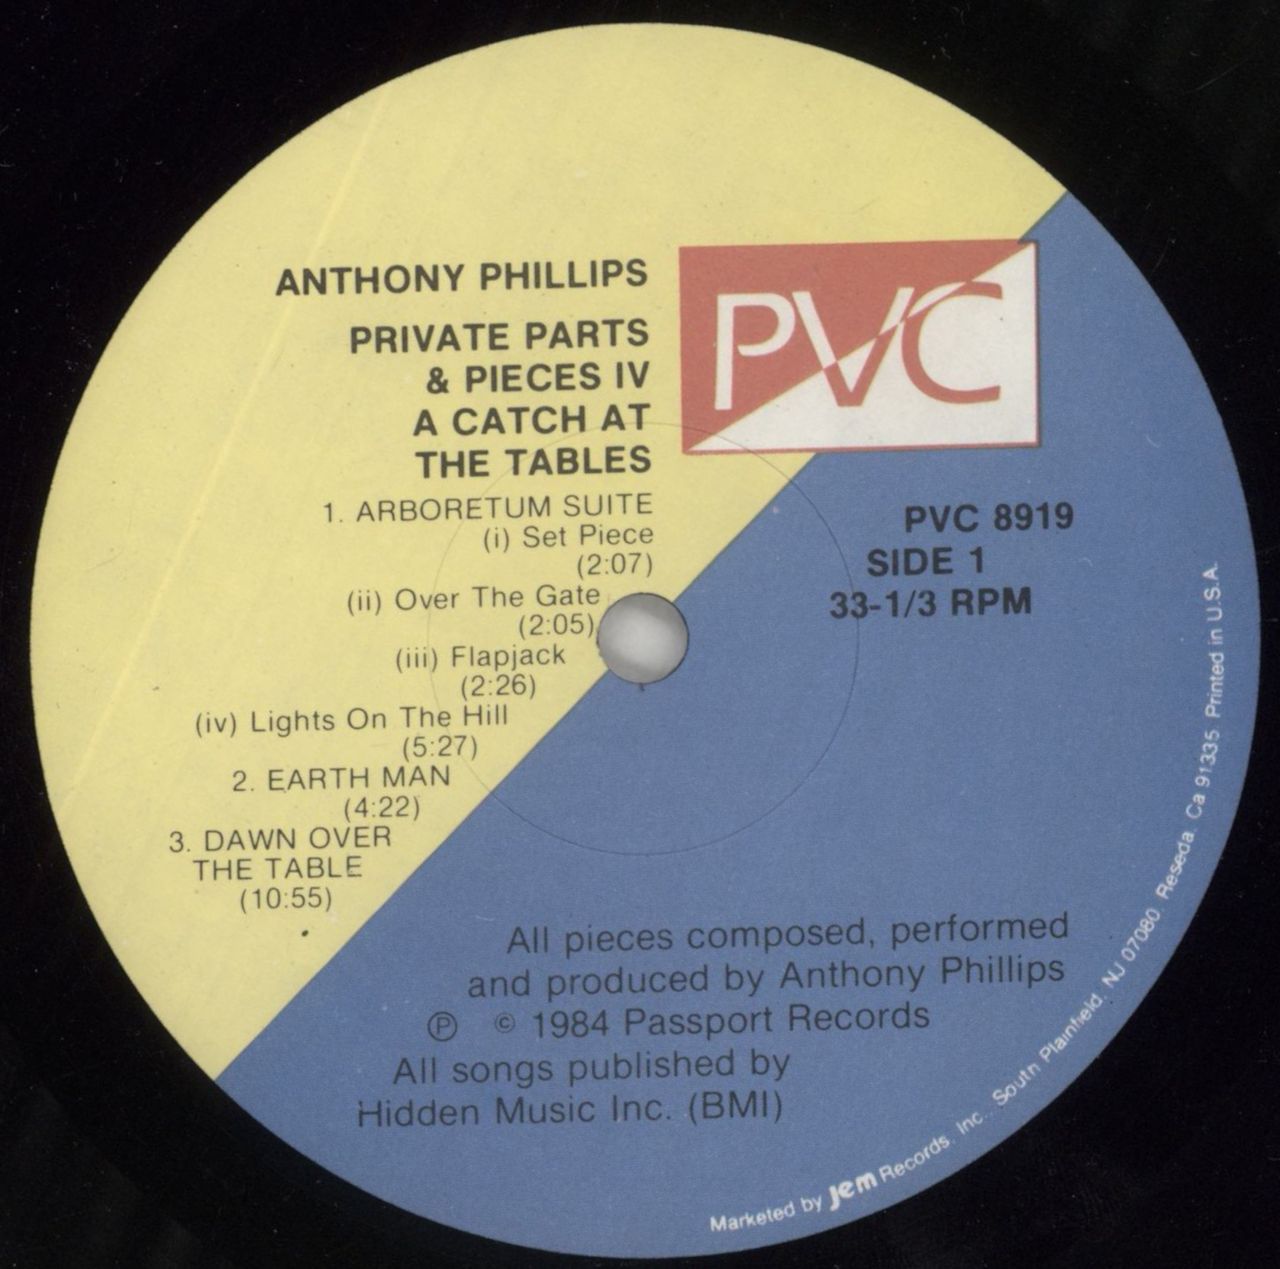 ANTHONY PHILLIPS
PRIVATE PARTS
& PIECES IV
A CATCH AT
THE TABLES
1. ARBORETUM SUITE
(i) Set Piece
(2:07)
(ii) Over The Gate
(2:05)
(iii) Flapjack
(2:26)
(iv) Lights On The Hill
(5:27)
2. EARTH MAN
(4:22)
3. DAWN OVER
THE TABLE
(10:55)
PVC
PVC 8919
SIDE 1
33-1/3 RPM
All pieces composed, performed
and produced by Anthony Phillips
℗ © 1984 Passport Records
All songs published by
Hidden Music Inc. (BMI)
Marketed by jem Records, Inc., South Plainfield, NJ 07080. Reseda, Ca 91335 Printed in U.S.A.